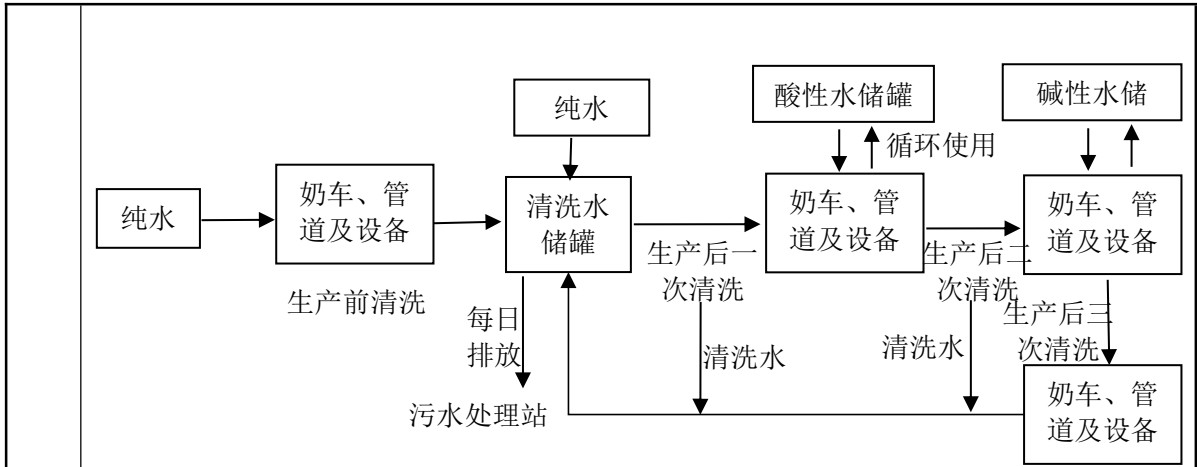 纯水
酸性水储罐
碱性水储
循环使用
纯水
奶车、管
道及设备
清洗水
储罐
奶车、管
道及设备
奶车、管
道及设备
生产前清洗
生产后一
次清洗
生产后二
次清洗
生产后三
次清洗
每日
排放
清洗水
清洗水
污水处理站
奶车、管
道及设备